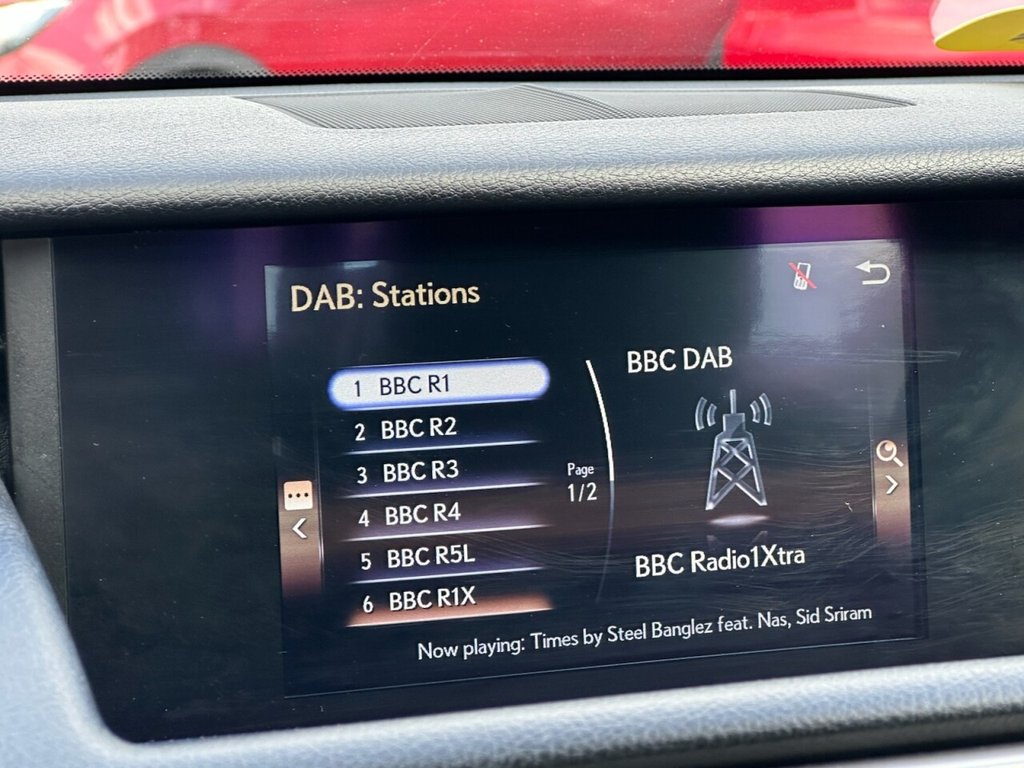 DAB: Stations
1 BBC R1
2 BBC R2
3 BBC R3
4 BBC R4
5 BBC R5L
6 BBC R1X
Page
1/2
BBC DAB
BBC Radio1Xtra
Now playing: Times by Steel Banglez feat. Nas, Sid Sriram